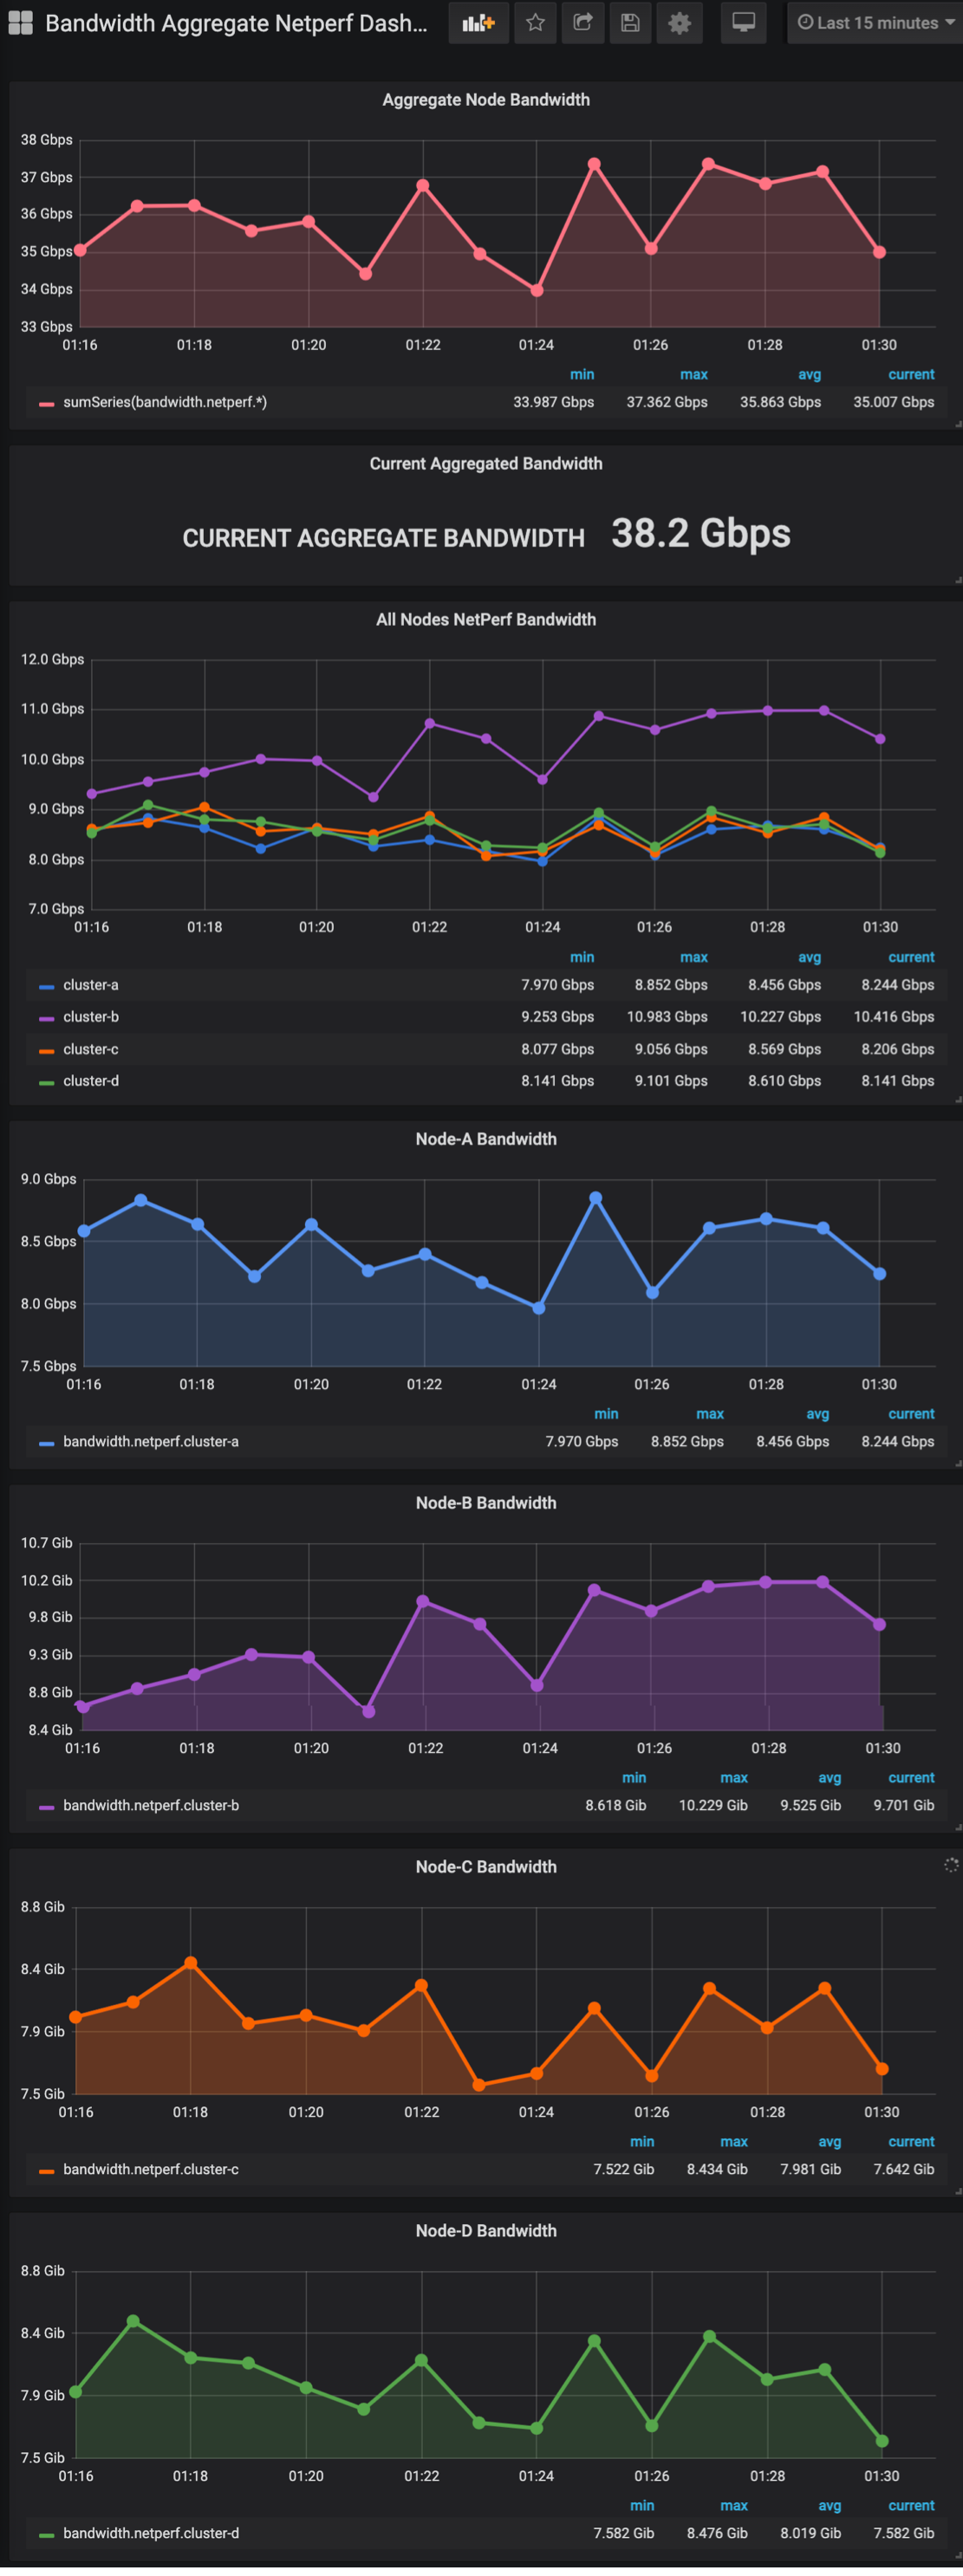 Bandwidth Aggregate Netperf Dash... Last 15 minutes
Aggregate Node Bandwidth
38 Gbps
37 Gbps
36 Gbps
35 Gbps
34 Gbps
33 Gbps
01:16 01:18 01:20 01:22 01:24 01:26 01:28 01:30
min max avg current
sumSeries(bandwidth.netperf.*) 33.987 Gbps 37.362 Gbps 35.863 Gbps 35.007 Gbps
Current Aggregated Bandwidth
CURRENT AGGREGATE BANDWIDTH 38.2 Gbps
All Nodes NetPerf Bandwidth
12.0 Gbps
11.0 Gbps
10.0 Gbps
9.0 Gbps
8.0 Gbps
7.0 Gbps
01:16 01:18 01:20 01:22 01:24 01:26 01:28 01:30
min max avg current
cluster-a 7.970 Gbps 8.852 Gbps 8.456 Gbps 8.244 Gbps
cluster-b 9.253 Gbps 10.983 Gbps 10.227 Gbps 10.416 Gbps
cluster-c 8.077 Gbps 9.056 Gbps 8.569 Gbps 8.206 Gbps
cluster-d 8.141 Gbps 9.101 Gbps 8.610 Gbps 8.141 Gbps
Node-A Bandwidth
9.0 Gbps
8.5 Gbps
8.0 Gbps
7.5 Gbps
01:16 01:18 01:20 01:22 01:24 01:26 01:28 01:30
min max avg current
bandwidth.netperf.cluster-a 7.970 Gbps 8.852 Gbps 8.456 Gbps 8.244 Gbps
Node-B Bandwidth
10.7 Gib
10.2 Gib
9.8 Gib
9.3 Gib
8.8 Gib
8.4 Gib
01:16 01:18 01:20 01:22 01:24 01:26 01:28 01:30
min max avg current
bandwidth.netperf.cluster-b 8.618 Gib 10.229 Gib 9.525 Gib 9.701 Gib
Node-C Bandwidth
8.8 Gib
8.4 Gib
7.9 Gib
7.5 Gib
01:16 01:18 01:20 01:22 01:24 01:26 01:28 01:30
min max avg current
bandwidth.netperf.cluster-c 7.522 Gib 8.434 Gib 7.981 Gib 7.642 Gib
Node-D Bandwidth
8.8 Gib
8.4 Gib
7.9 Gib
7.5 Gib
01:16 01:18 01:20 01:22 01:24 01:26 01:28 01:30
min max avg current
bandwidth.netperf.cluster-d 7.582 Gib 8.476 Gib 8.019 Gib 7.582 Gib